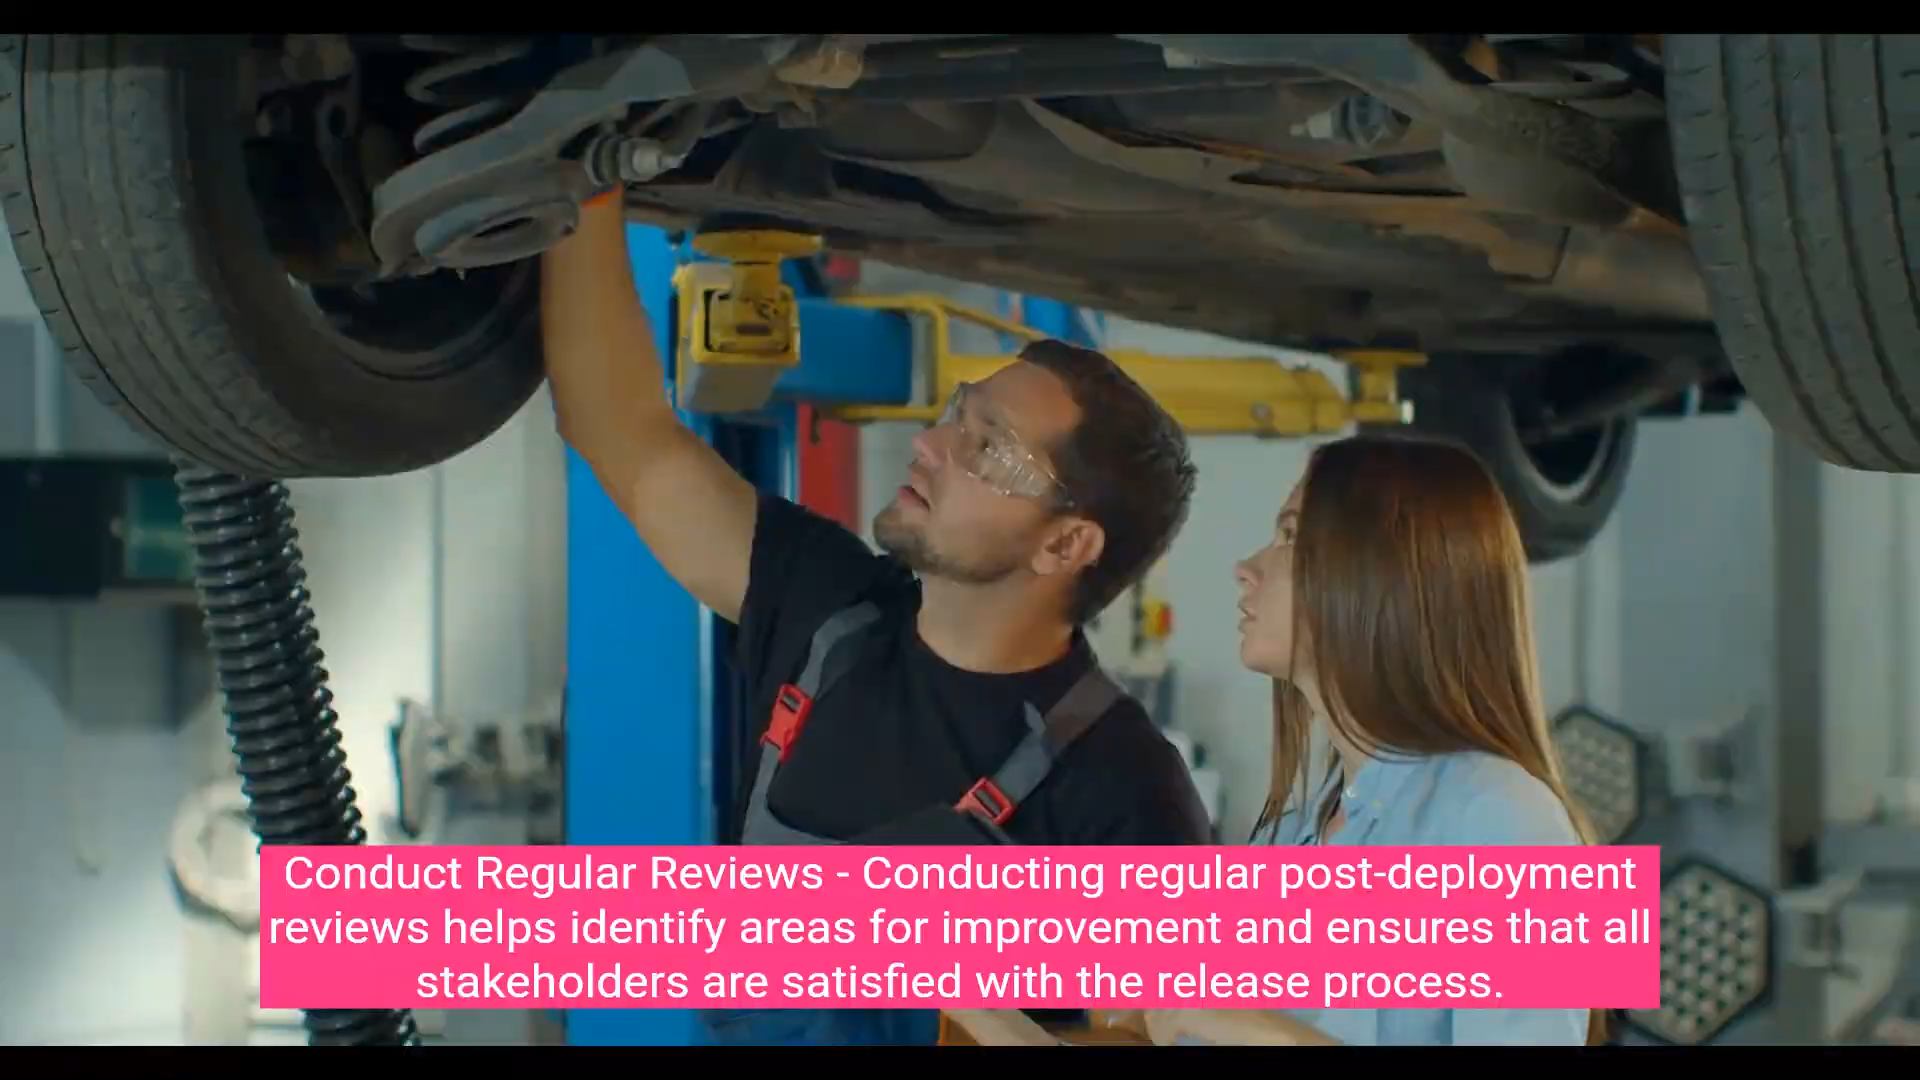 Conduct Regular Reviews - Conducting regular post-deployment
reviews helps identify areas for improvement and ensures that all
stakeholders are satisfied with the release process.